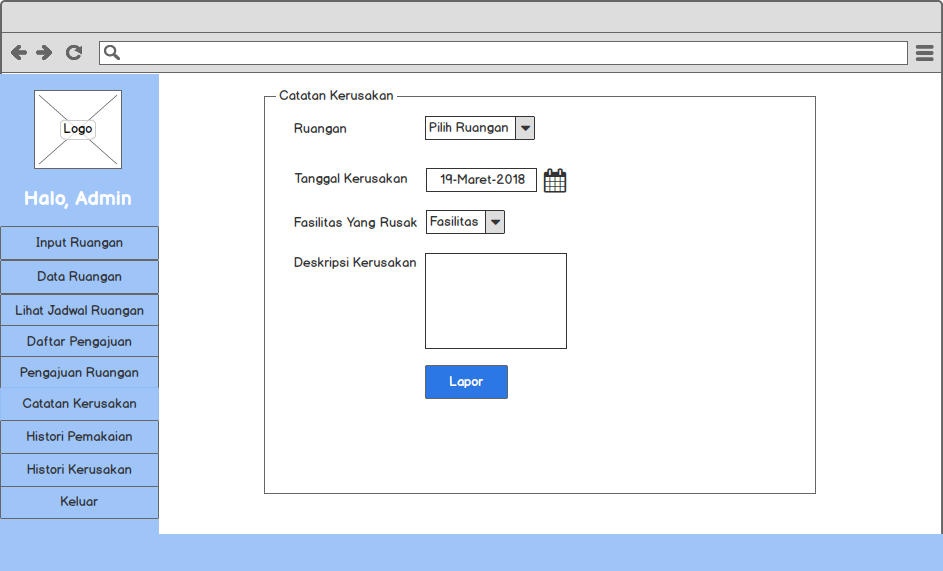 Logo
Halo, Admin
Input Ruangan
Data Ruangan
Lihat Jadwal Ruangan
Daftar Pengajuan
Pengajuan Ruangan
Catatan Kerusakan
Histori Pemakaian
Histori Kerusakan
Keluar
Catatan Kerusakan
Ruangan Pilih Ruangan
Tanggal Kerusakan 19-Maret-2018
Fasilitas Yang Rusak Fasilitas
Deskripsi Kerusakan
Lapor